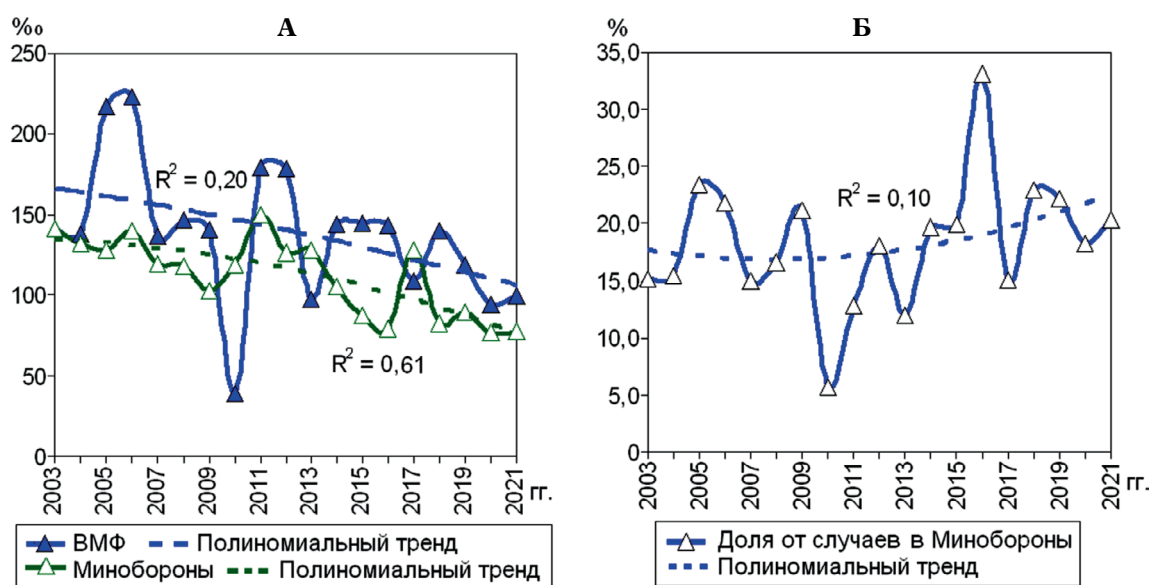 ‰ А
250
200
150
100
50
0
R² = 0,20
R² = 0,61
2003 2005 2007 2009 2011 2013 2015 2017 2019 2021 гг.
ВМФ Полиномиальный тренд
Минобороны Полиномиальный тренд
% Б
35,0
30,0
25,0
20,0
15,0
10,0
5,0
0
R² = 0,10
2003 2005 2007 2009 2011 2013 2015 2017 2019 2021 гг.
Доля от случаев в Минобороны
Полиномиальный тренд